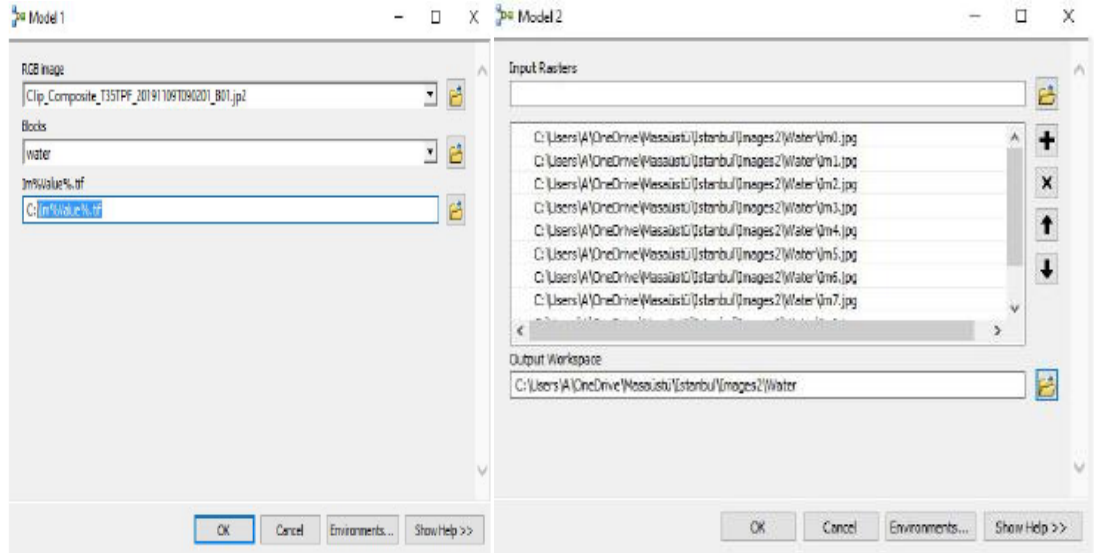 Model 1
RGB image
Clip_Composite_T35TPF_20191109T090201_B01.jp2
Blocks
water
Im%Value%.tif
C:\Im%Value%.tif
OK
Cancel
Environments...
Show Help >>
Model 2
Input Rasters
C:\Users\A\OneDrive\Masaüstü\Istanbul\Images2\Water\Im0.jpg
C:\Users\A\OneDrive\Masaüstü\Istanbul\Images2\Water\Im1.jpg
C:\Users\A\OneDrive\Masaüstü\Istanbul\Images2\Water\Im2.jpg
C:\Users\A\OneDrive\Masaüstü\Istanbul\Images2\Water\Im3.jpg
C:\Users\A\OneDrive\Masaüstü\Istanbul\Images2\Water\Im4.jpg
C:\Users\A\OneDrive\Masaüstü\Istanbul\Images2\Water\Im5.jpg
C:\Users\A\OneDrive\Masaüstü\Istanbul\Images2\Water\Im6.jpg
C:\Users\A\OneDrive\Masaüstü\Istanbul\Images2\Water\Im7.jpg
Output Workspace
C:\Users\A\OneDrive\Masaüstü\Istanbul\Images2\Water
OK
Cancel
Environments...
Show Help >>